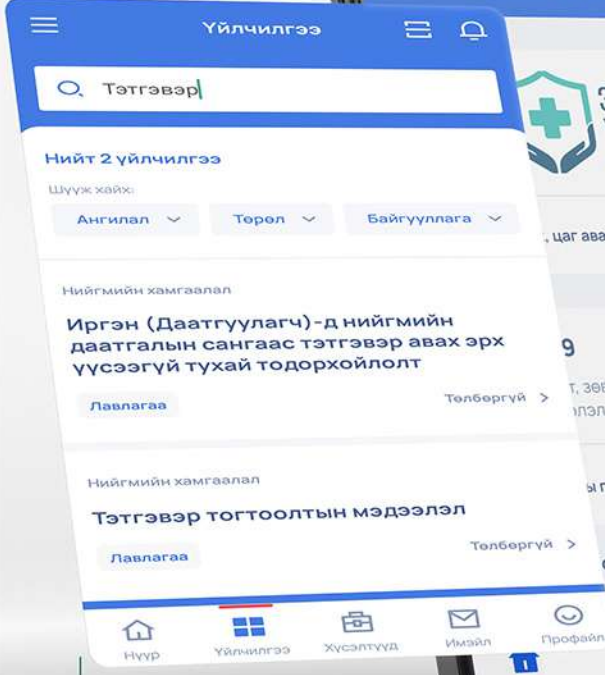 Үйлчилгээ
Тэтгэвэр
Нийт 2 үйлчилгээ
Шүүж хайх:
Ангилал
Төрөл
Байгууллага
Нийгмийн хамгаалал
Иргэн (Даатгуулагч)-д нийгмийн
даатгалын сангаас тэтгэвэр авах эрх
үүсээгүй тухай тодорхойлолт
Лавлагаа
Төлбөргүй
Нийгмийн хамгаалал
Тэтгэвэр тогтоолтын мэдээлэл
Лавлагаа
Төлбөргүй
Нүүр
Үйлчилгээ
Хүсэлтүүд
Имэйл
Профайл
цаг ава
9